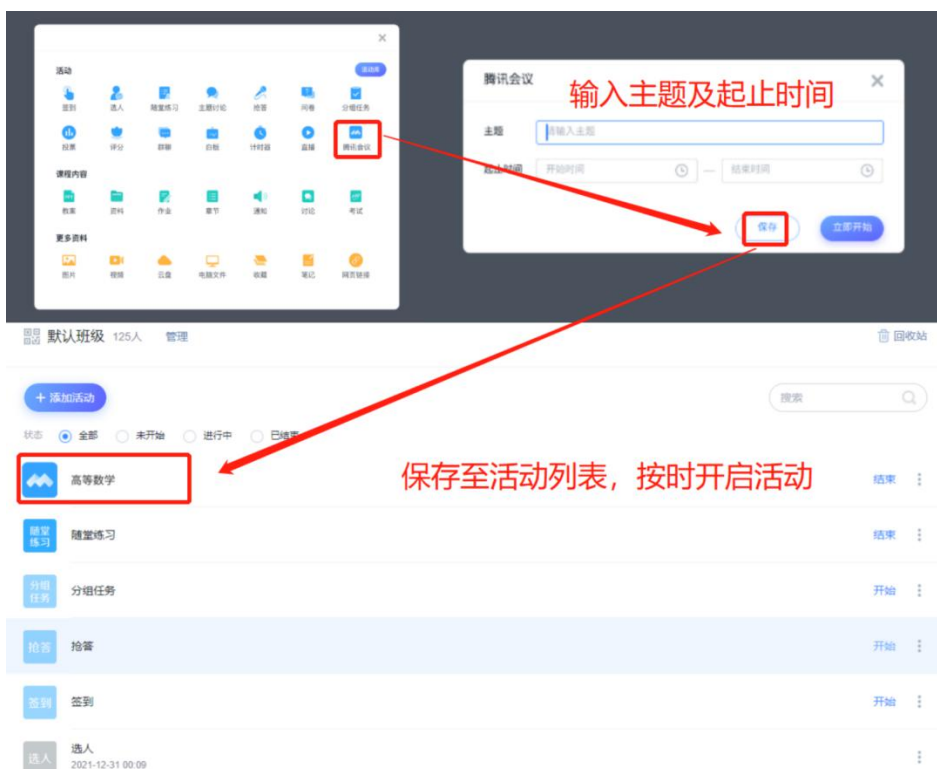 活动
活动库
签到 选人 随堂练习 主题讨论 抢答 问卷 分组任务
投票 评分 群聊 白板 计时器 直播 腾讯会议
课程内容
教案 资料 作业 章节 通知 讨论 考试
更多资料
图片 视频 云盘 电脑文件 收藏 笔记 网页链接
腾讯会议
输入主题及起止时间
主题 请输入主题
起止时间 开始时间 — 结束时间
保存 立即开始
默认班级 125人 管理 回收站
+ 添加活动 搜索
状态 全部 未开始 进行中 已结束
高等数学 结束
保存至活动列表，按时开启活动
随堂练习 随堂练习 结束
分组任务 分组任务 开始
抢答 抢答 开始
签到 签到 开始
选人 选人
2021-12-31 00:09